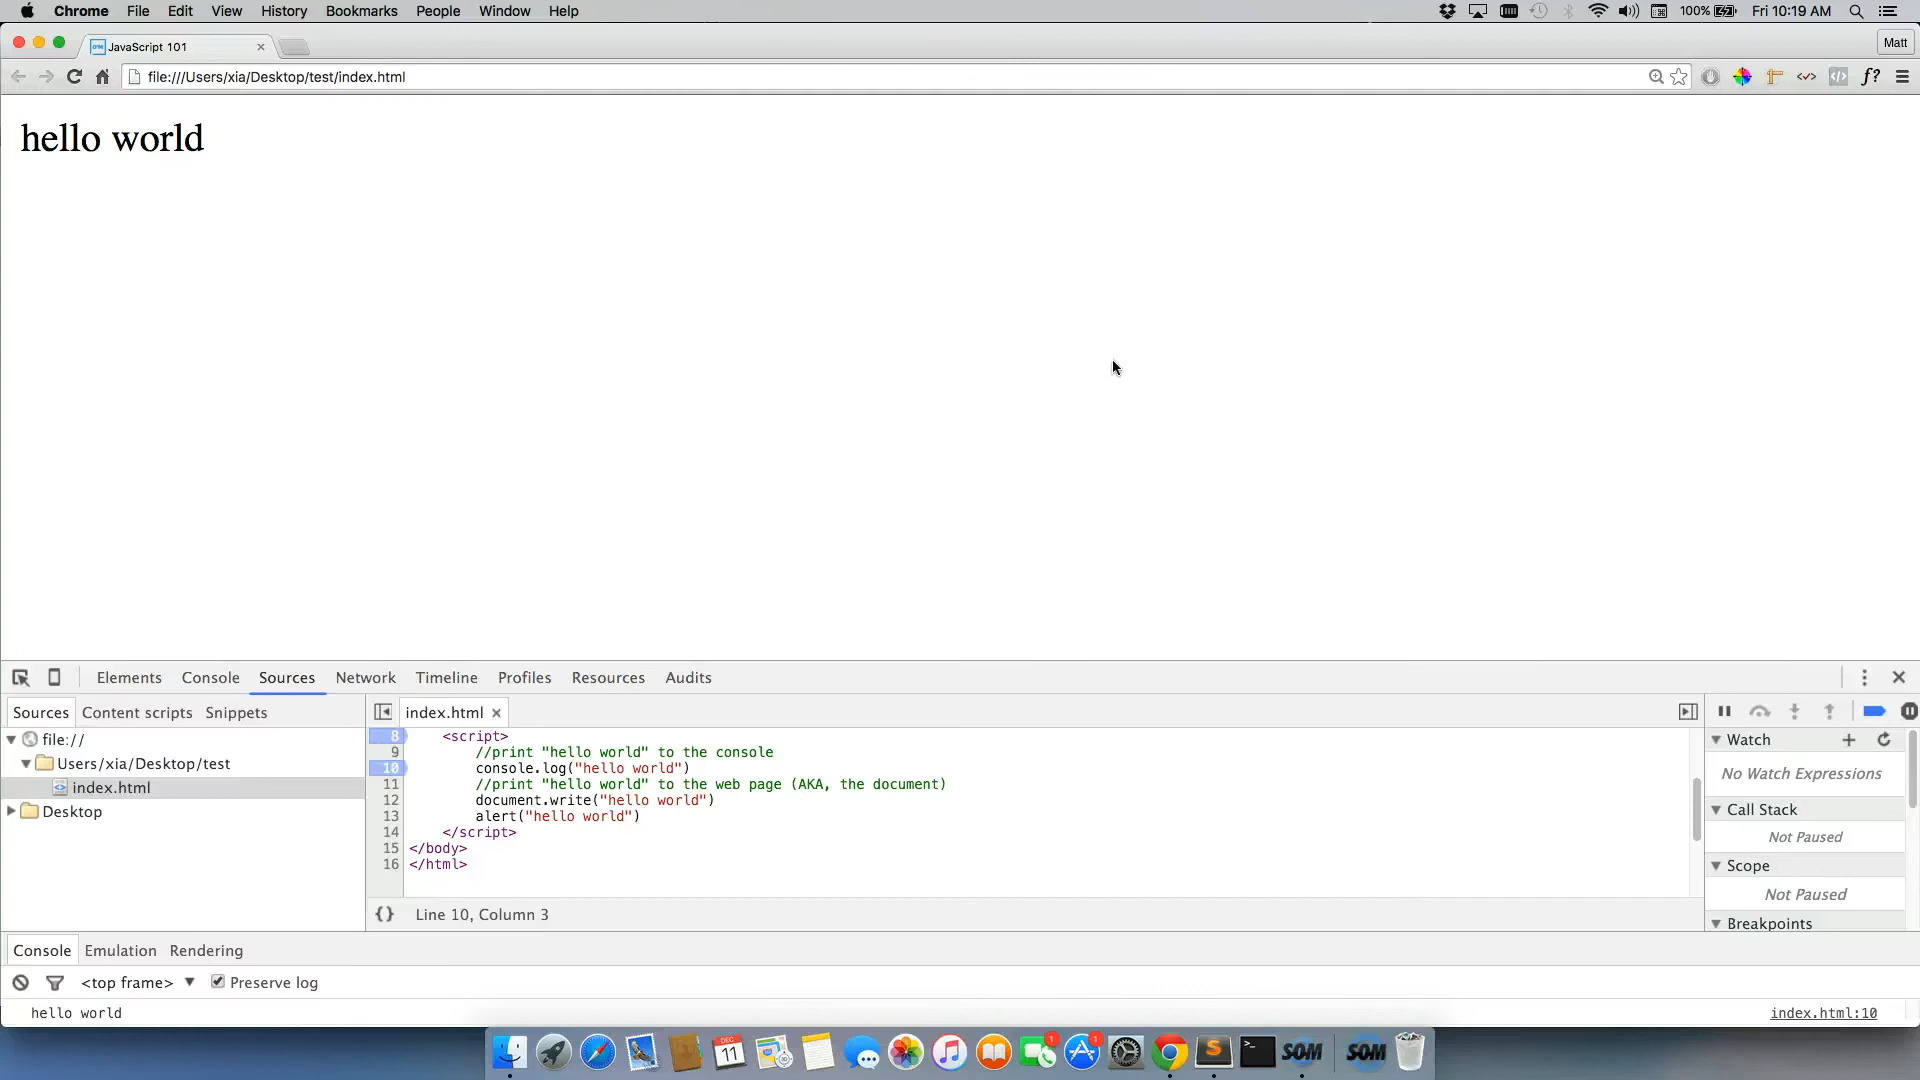 Chrome File Edit View History Bookmarks People Window Help 100% Fri 10:19 AM
JavaScript 101 Matt
file:///Users/xia/Desktop/test/index.html f?
hello world
Elements Console Sources Network Timeline Profiles Resources Audits
Sources Content scripts Snippets index.html
file://
Users/xia/Desktop/test
index.html
Desktop
8 <script>
9 //print "hello world" to the console
10 console.log("hello world")
11 //print "hello world" to the web page (AKA, the document)
12 document.write("hello world")
13 alert("hello world")
14 </script>
15 </body>
16 </html>
{} Line 10, Column 3
Watch
No Watch Expressions
Call Stack
Not Paused
Scope
Not Paused
Breakpoints
Console Emulation Rendering
<top frame> Preserve log
hello world index.html:10
DEC 11 1 1 S >_ SOM SOM